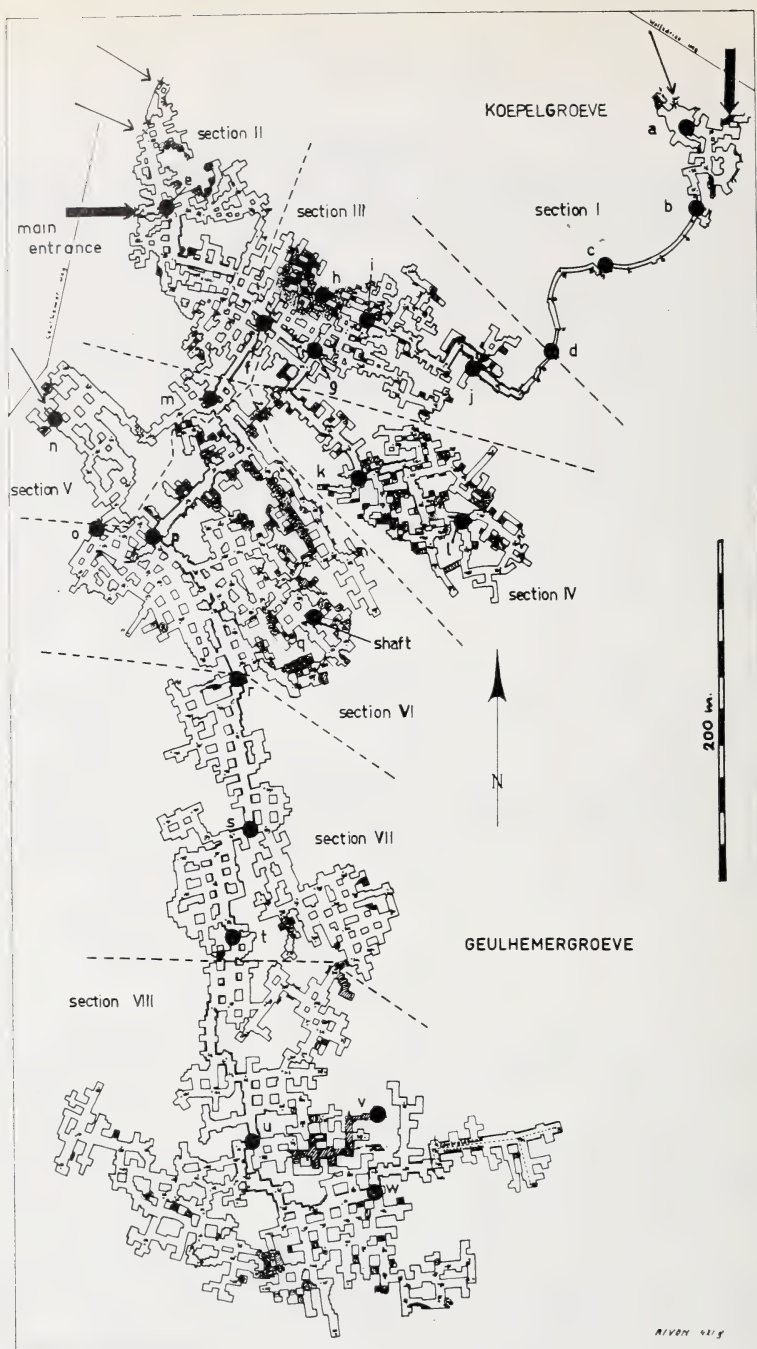 KOEPELGROEVE
a
section II
e
section I
b
main
entrance
section III
c
h
i
d
f
g
j
m
n
k
section V
l
o
p
section IV
shaft
q
200 m.
r
section VI
N
s
section VII
t
GEULHEMERGROEVE
section VIII
v
u
w
RIVON